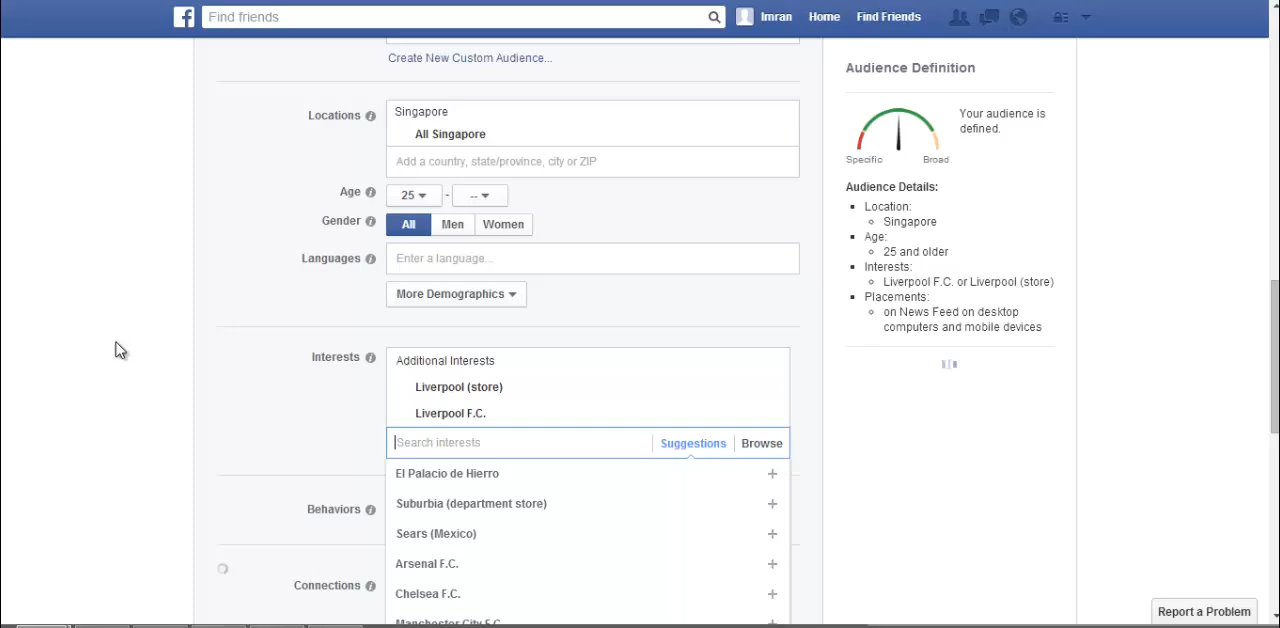 Find friends
Imran Home Find Friends
Create New Custom Audience...
Locations
Singapore
All Singapore
Add a country, state/province, city or ZIP
Age
25 - --
Gender
All Men Women
Languages
Enter a language...
More Demographics
Interests
Additional Interests
Liverpool (store)
Liverpool F.C.
Search interests
Suggestions Browse
El Palacio de Hierro
Suburbia (department store)
Sears (Mexico)
Arsenal F.C.
Chelsea F.C.
Manchester City F.C.
Behaviors
Connections
Audience Definition
Your audience is
defined.
Specific Broad
Audience Details:
Location:
Singapore
Age:
25 and older
Interests:
Liverpool F.C. or Liverpool (store)
Placements:
on News Feed on desktop
computers and mobile devices
Report a Problem